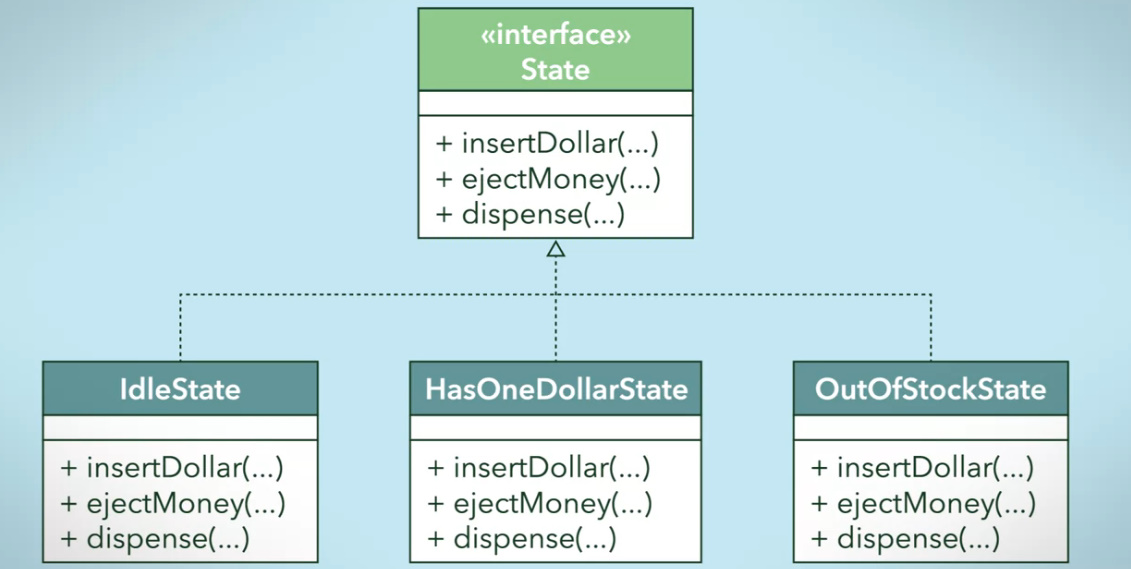 «interface»
State
+ insertDollar(...)
+ ejectMoney(...)
+ dispense(...)
IdleState
+ insertDollar(...)
+ ejectMoney(...)
+ dispense(...)
HasOneDollarState
+ insertDollar(...)
+ ejectMoney(...)
+ dispense(...)
OutOfStockState
+ insertDollar(...)
+ ejectMoney(...)
+ dispense(...)